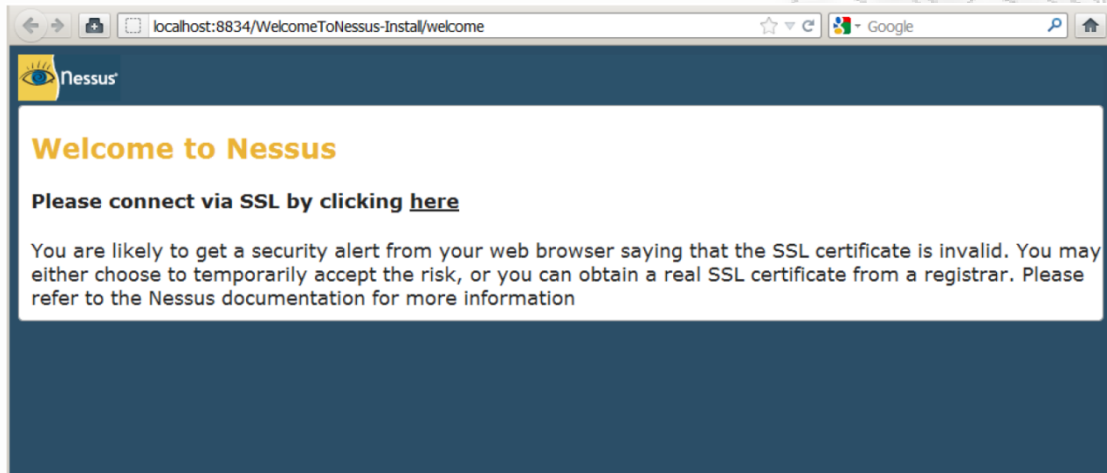 localhost:8834/WelcomeToNessus-Install/welcome
Google
Nessus
Welcome to Nessus
Please connect via SSL by clicking here
You are likely to get a security alert from your web browser saying that the SSL certificate is invalid. You may
either choose to temporarily accept the risk, or you can obtain a real SSL certificate from a registrar. Please
refer to the Nessus documentation for more information